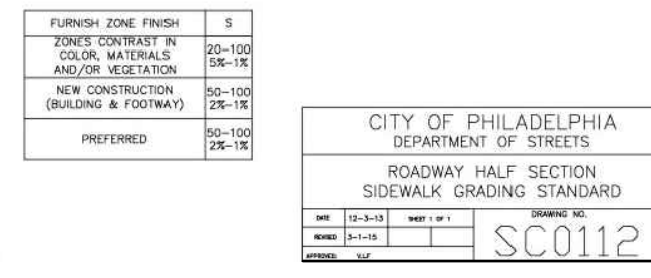 FURNISH ZONE FINISH S
ZONES CONTRAST IN
COLOR, MATERIALS
AND/OR VEGETATION
20-100
5%-1%
NEW CONSTRUCTION
(BUILDING & FOOTWAY)
50-100
2%-1%
PREFERRED
50-100
2%-1%
CITY OF PHILADELPHIA
DEPARTMENT OF STREETS
ROADWAY HALF SECTION
SIDEWALK GRADING STANDARD
DATE 12-3-13 SHEET 1 OF 1
REVISED 3-1-15
APPROVED: V.L.F
DRAWING NO.
SC0112